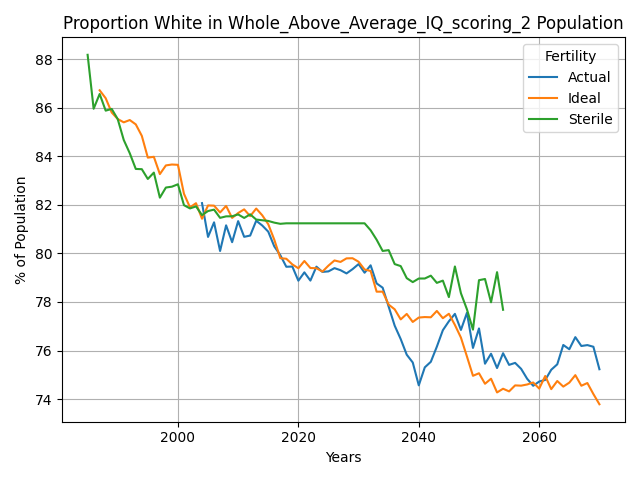 Proportion White in Whole_Above_Average_IQ_scoring_2 Population
% of Population
88
86
84
82
80
78
76
74
Fertility
Actual
Ideal
Sterile
2000
2020
2040
2060
Years